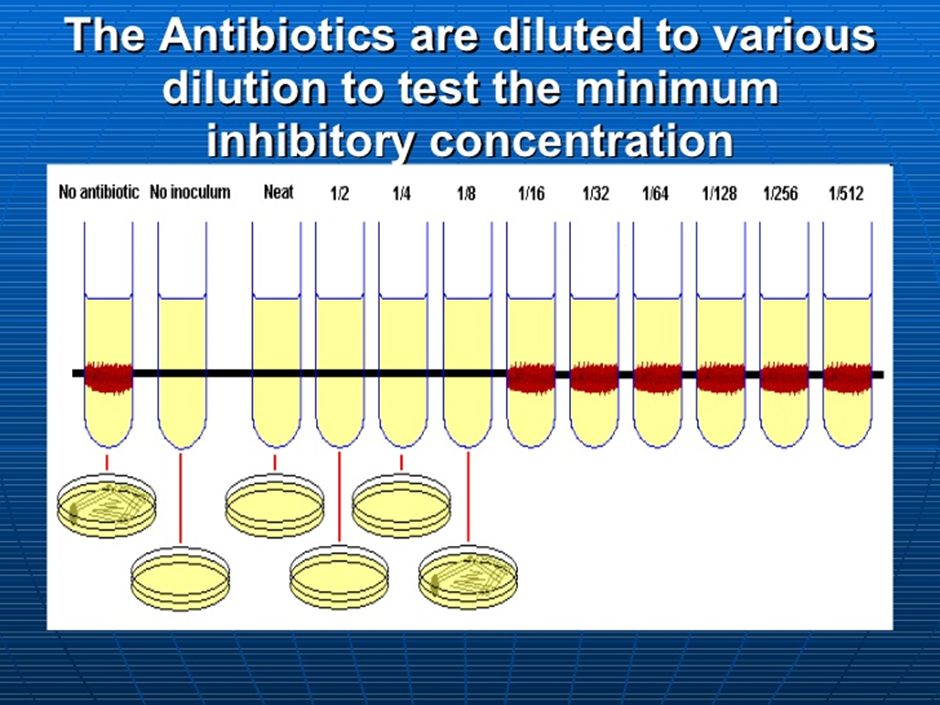 The Antibiotics are diluted to various
dilution to test the minimum
inhibitory concentration
No antibiotic No inoculum Neat 1/2 1/4 1/8 1/16 1/32 1/64 1/128 1/256 1/512